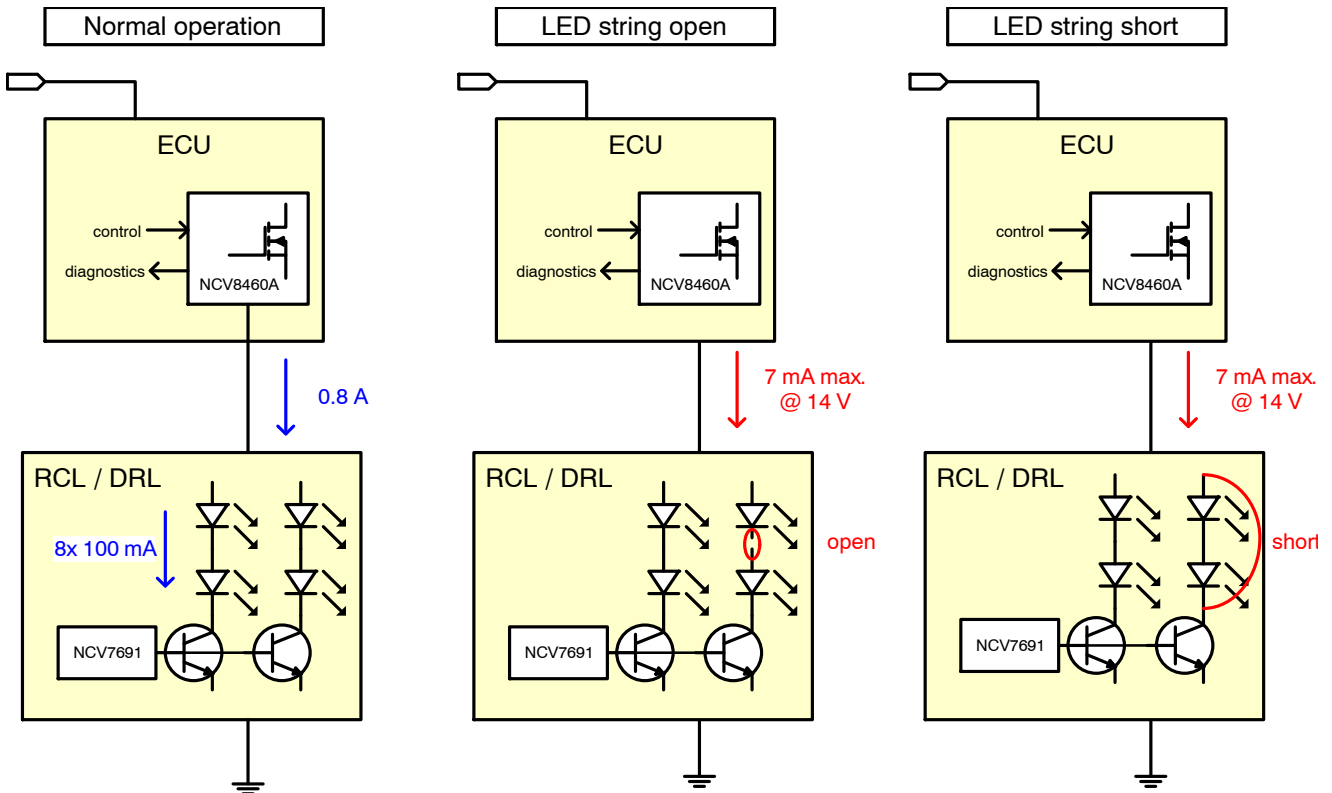 Normal operation
ECU
control
diagnostics
NCV8460A
0.8 A
RCL / DRL
8x 100 mA
NCV7691
LED string open
ECU
control
diagnostics
NCV8460A
7 mA max.
@ 14 V
RCL / DRL
open
NCV7691
LED string short
ECU
control
diagnostics
NCV8460A
7 mA max.
@ 14 V
RCL / DRL
short
NCV7691